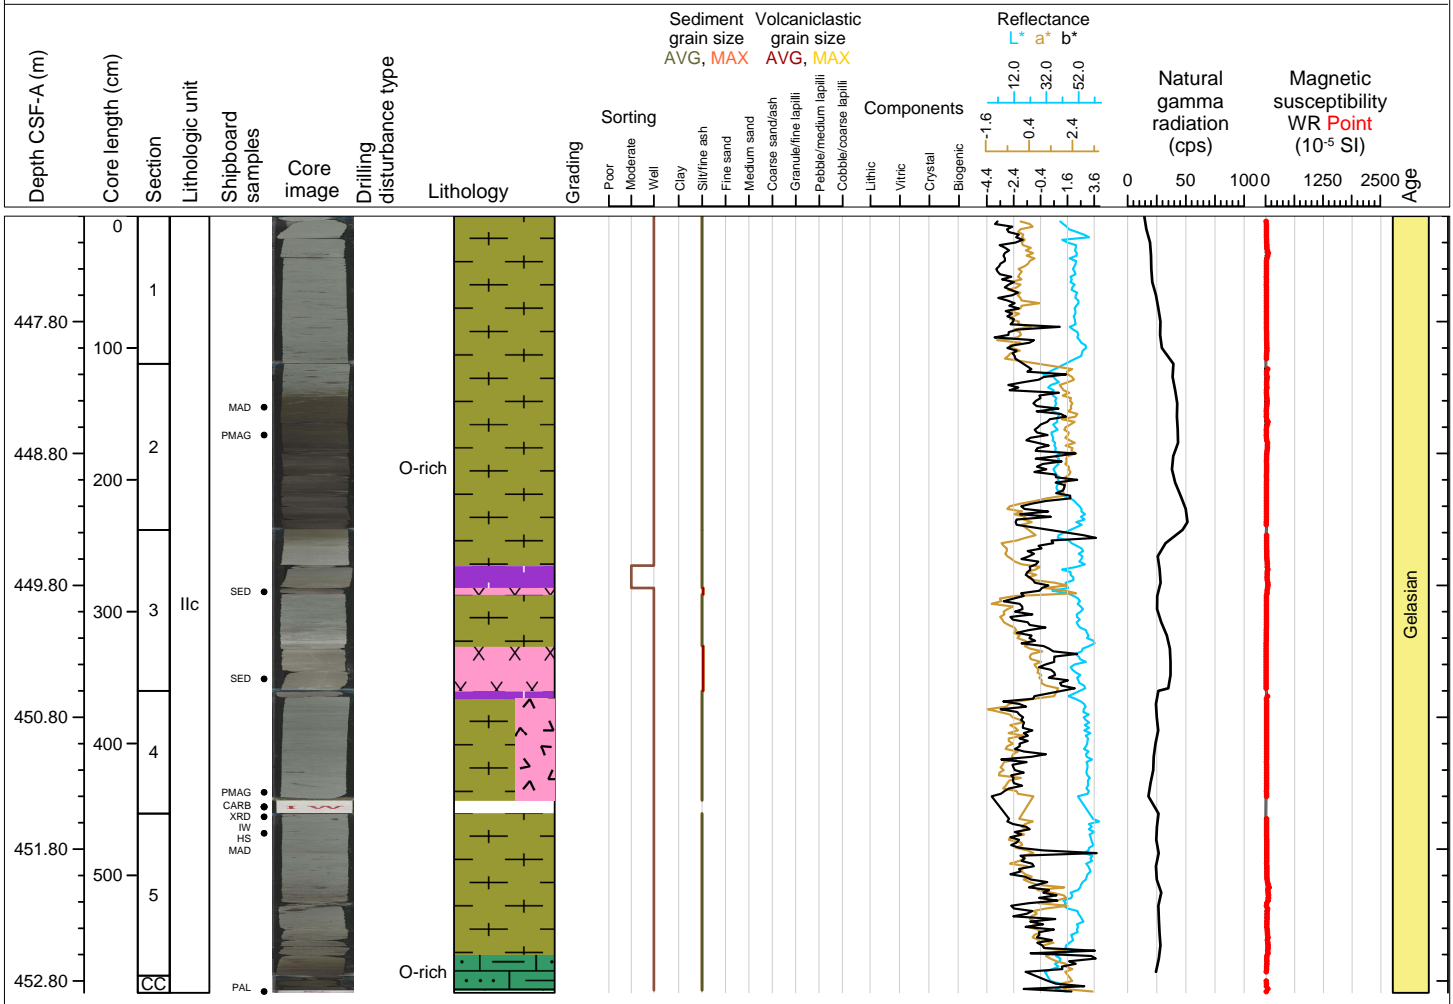 Depth CSF-A (m)
Core length (cm)
Section
Lithologic unit
Shipboard
samples
Core
image
Drilling
disturbance type
Lithology
Grading
Sorting
Poor
Moderate
Well
Sediment
grain size
AVG, MAX
Volcaniclastic
grain size
AVG, MAX
Clay
Silt/fine ash
Fine sand
Medium sand
Coarse sand/ash
Granule/fine lapilli
Pebble/medium lapilli
Cobble/coarse lapilli
Components
Lithic
Vitric
Crystal
Biogenic
Reflectance
L* a* b*
12.0 32.0 52.0
-1.6 0.4 2.4
-4.4 -2.4 -0.4 1.6 3.6
Natural
gamma
radiation
(cps)
0 50 100
Magnetic
susceptibility
WR Point
(10-5 SI)
0 1250 2500
Age
0
100
200
300
400
500
447.80
448.80
449.80
450.80
451.80
452.80
1
2
3
4
5
CC
IIc
MAD
PMAG
SED
SED
PMAG
CARB
XRD
IW
HS
MAD
PAL
I W
O-rich
O-rich
Gelasian